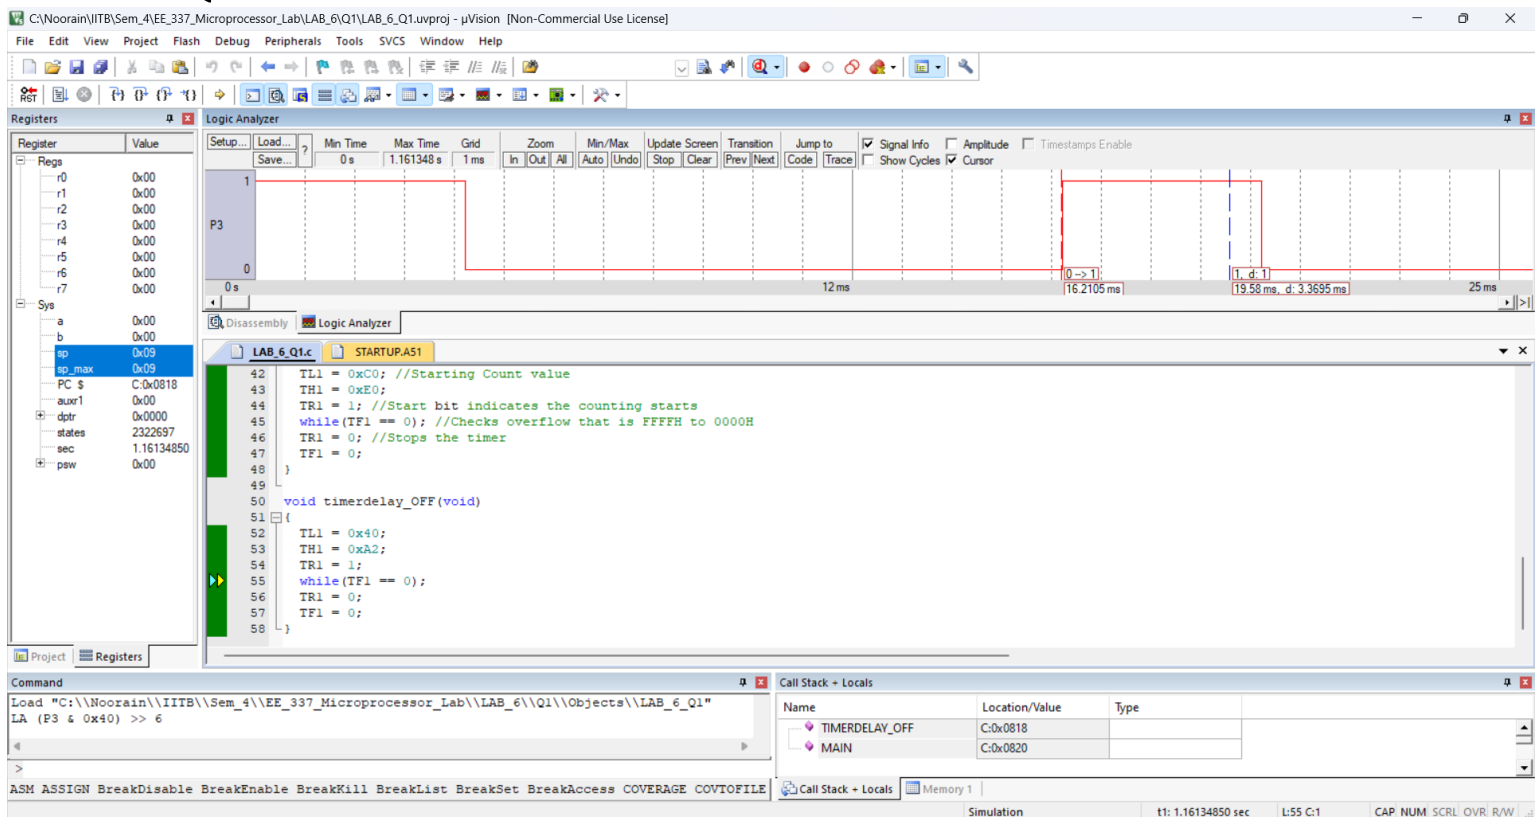 C:\Noorain\IITB\Sem_4\EE_337_Microprocessor_Lab\LAB_6\Q1\LAB_6_Q1.uvproj - µVision [Non-Commercial Use License]
File Edit View Project Flash Debug Peripherals Tools SVCS Window Help
RST
Registers
Register Value
Regs
r0 0x00
r1 0x00
r2 0x00
r3 0x00
r4 0x00
r5 0x00
r6 0x00
r7 0x00
Sys
a 0x00
b 0x00
sp 0x09
sp_max 0x09
PC $ C:0x0818
auxr1 0x00
dptr 0x0000
states 2322697
sec 1.16134850
psw 0x00
Project Registers
Logic Analyzer
Setup... Load... ? Min Time Max Time Grid Zoom Min/Max Update Screen Transition Jump to Signal Info Amplitude Timestamps Enable
Save... 0 s 1.161348 s 1 ms In Out All Auto Undo Stop Clear Prev Next Code Trace Show Cycles Cursor
1
P3
0
0 --> 1 1, d: 1
0 s 12 ms 16.2105 ms 19.58 ms, d: 3.3695 ms 25 ms
Disassembly Logic Analyzer
LAB_6_Q1.c STARTUP.A51
42 TL1 = 0xC0; //Starting Count value
43 TH1 = 0xE0;
44 TR1 = 1; //Start bit indicates the counting starts
45 while(TF1 == 0); //Checks overflow that is FFFFH to 0000H
46 TR1 = 0; //Stops the timer
47 TF1 = 0;
48 }
49
50 void timerdelay_OFF(void)
51 {
52 TL1 = 0x40;
53 TH1 = 0xA2;
54 TR1 = 1;
55 while(TF1 == 0);
56 TR1 = 0;
57 TF1 = 0;
58 }
Command
Load "C:\\Noorain\\IITB\\Sem_4\\EE_337_Microprocessor_Lab\\LAB_6\\Q1\\Objects\\LAB_6_Q1"
LA (P3 & 0x40) >> 6
>
ASM ASSIGN BreakDisable BreakEnable BreakKill BreakList BreakSet BreakAccess COVERAGE COVTOFILE
Call Stack + Locals
Name Location/Value Type
TIMERDELAY_OFF C:0x0818
MAIN C:0x0820
Call Stack + Locals Memory 1
Simulation t1: 1.16134850 sec L:55 C:1 CAP NUM SCRL OVR R/W